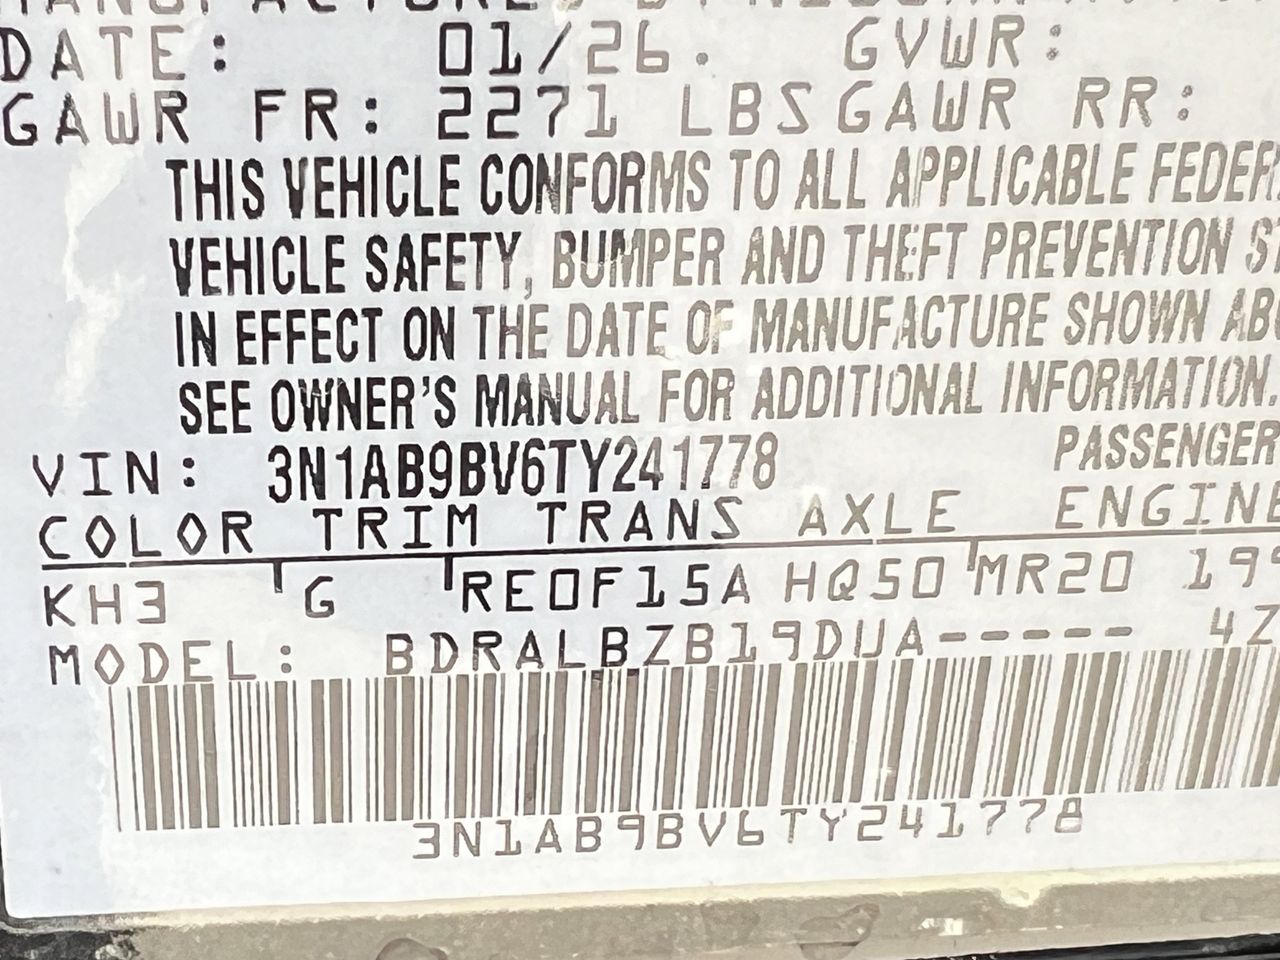 DATE: 01/26. GVWR:
GAWR FR: 2271 LBS GAWR RR:
THIS VEHICLE CONFORMS TO ALL APPLICABLE
VEHICLE SAFETY, BUMPER AND THEFT PREVENTION
IN EFFECT ON THE DATE OF MANUFACTURE SHOWN
SEE OWNER'S MANUAL FOR ADDITIONAL INFORMATION.
VIN: 3N1AB9BV6TY241778 PASSENGER
COLOR TRIM TRANS AXLE ENGINE
KH3 G RE0F15A HQ50 MR20
MODEL: BDRALBZB19DUA-----
3N1AB9BV6TY241778